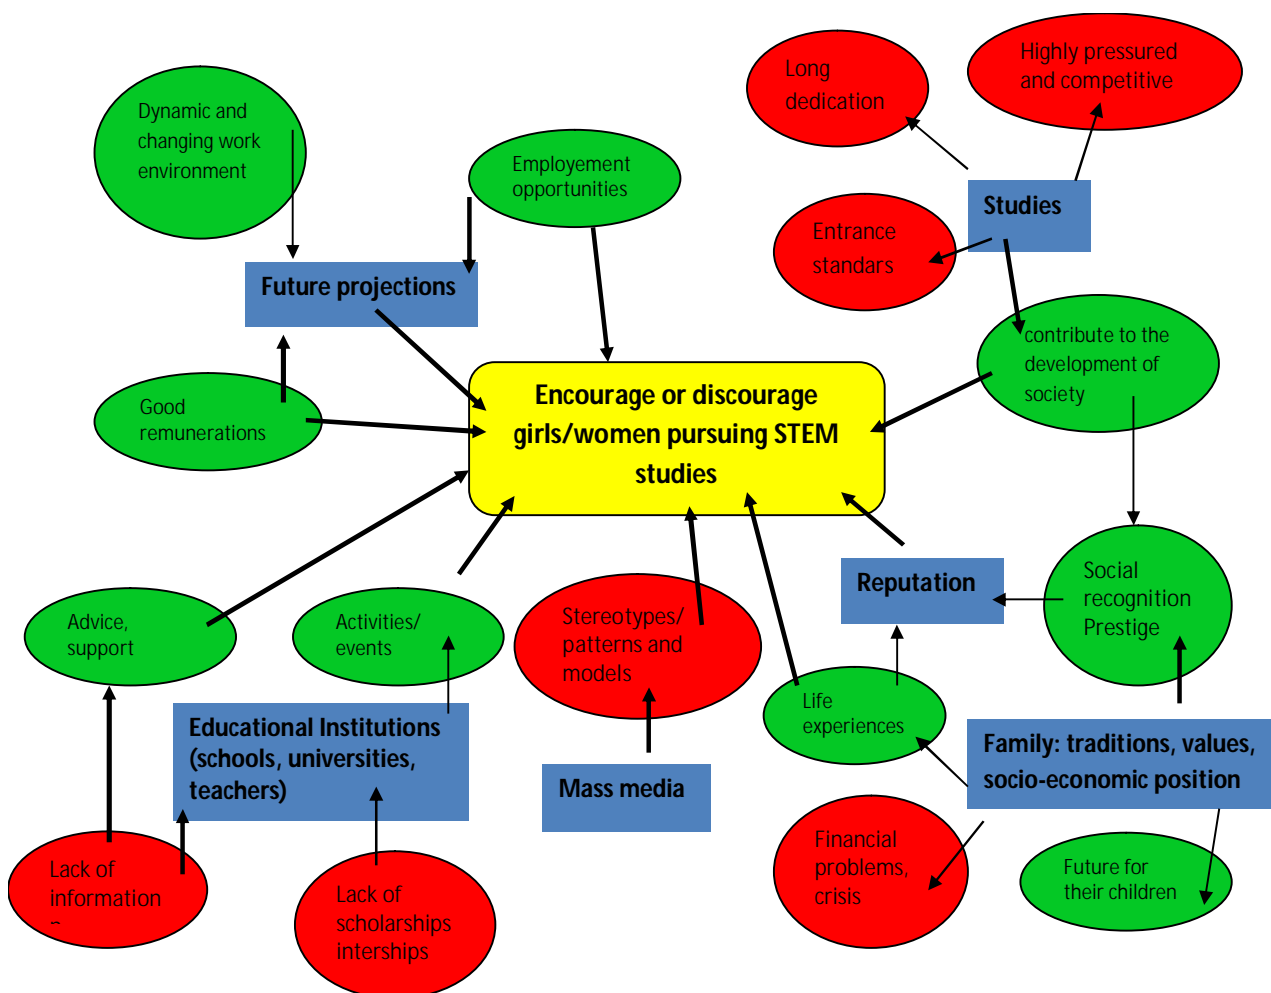 Long
dedication
Highly pressured
and competitive
Dynamic and
changing work
environment
Employement
opportunities
Studies
Entrance
standars
Future projections
contribute to the
development of
society
Good
remunerations
Encourage or discourage
girls/women pursuing STEM
studies
Reputation
Social
recognition
Prestige
Advice,
support
Activities/
events
Stereotypes/
patterns and
models
Life
experiences
Educational Institutions
(schools, universities,
teachers)
Mass media
Family: traditions, values,
socio-economic position
Financial
problems,
crisis
Future for
their children
Lack of
information
Lack of
scholarships
interships